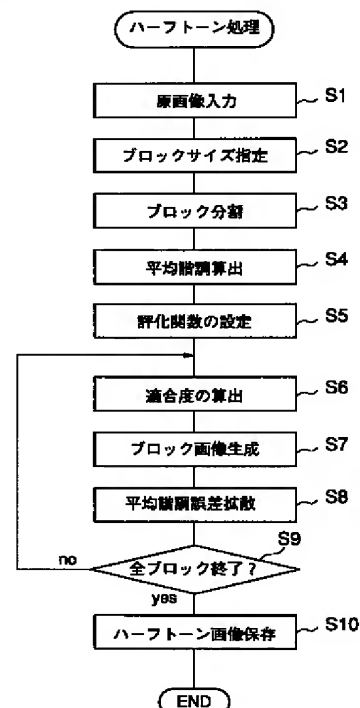 ハーフトーン処理
原画像入力 S1
ブロックサイズ指定 S2
ブロック分割 S3
平均諧調算出 S4
評化関数の設定 S5
適合度の算出 S6
ブロック画像生成 S7
平均諧調誤差拡散 S8
全ブロック終了? S9
no
yes
ハーフトーン画像保存 S10
END